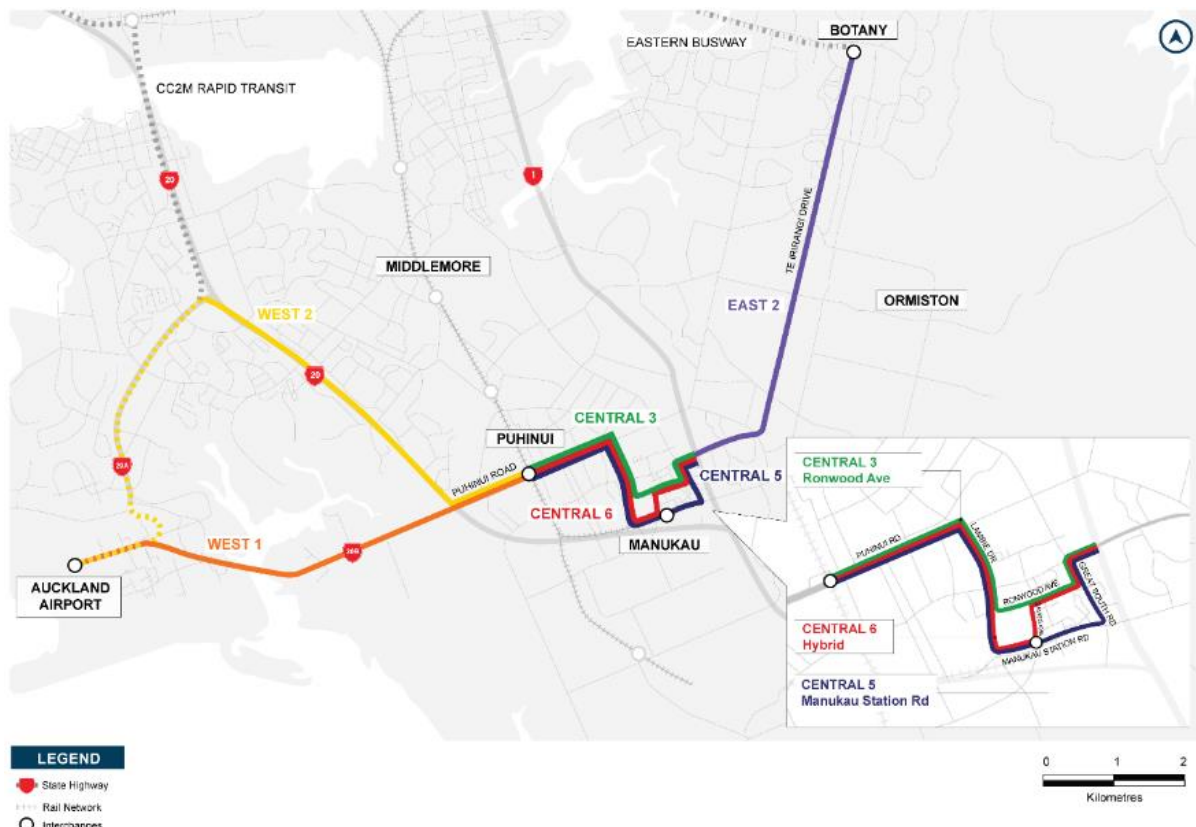 BOTANY
EASTERN BUSWAY
CC2M RAPID TRANSIT
20
1
MIDDLEMORE
TE IRIRANGI DRIVE
ORMISTON
WEST 2
EAST 2
20
CENTRAL 3
PUHINUI
PUHINUI ROAD
CENTRAL 5
20A
CENTRAL 6
MANUKAU
WEST 1
20B
AUCKLAND
AIRPORT
CENTRAL 3
Ronwood Ave
PUHINUI RD
LAMBIE DR
RONWOOD AVE
GREAT SOUTH RD
CENTRAL 6
Hybrid
MANUKAU STATION RD
CENTRAL 5
Manukau Station Rd
LEGEND
State Highway
Rail Network
Interchanges
0 1 2
Kilometres